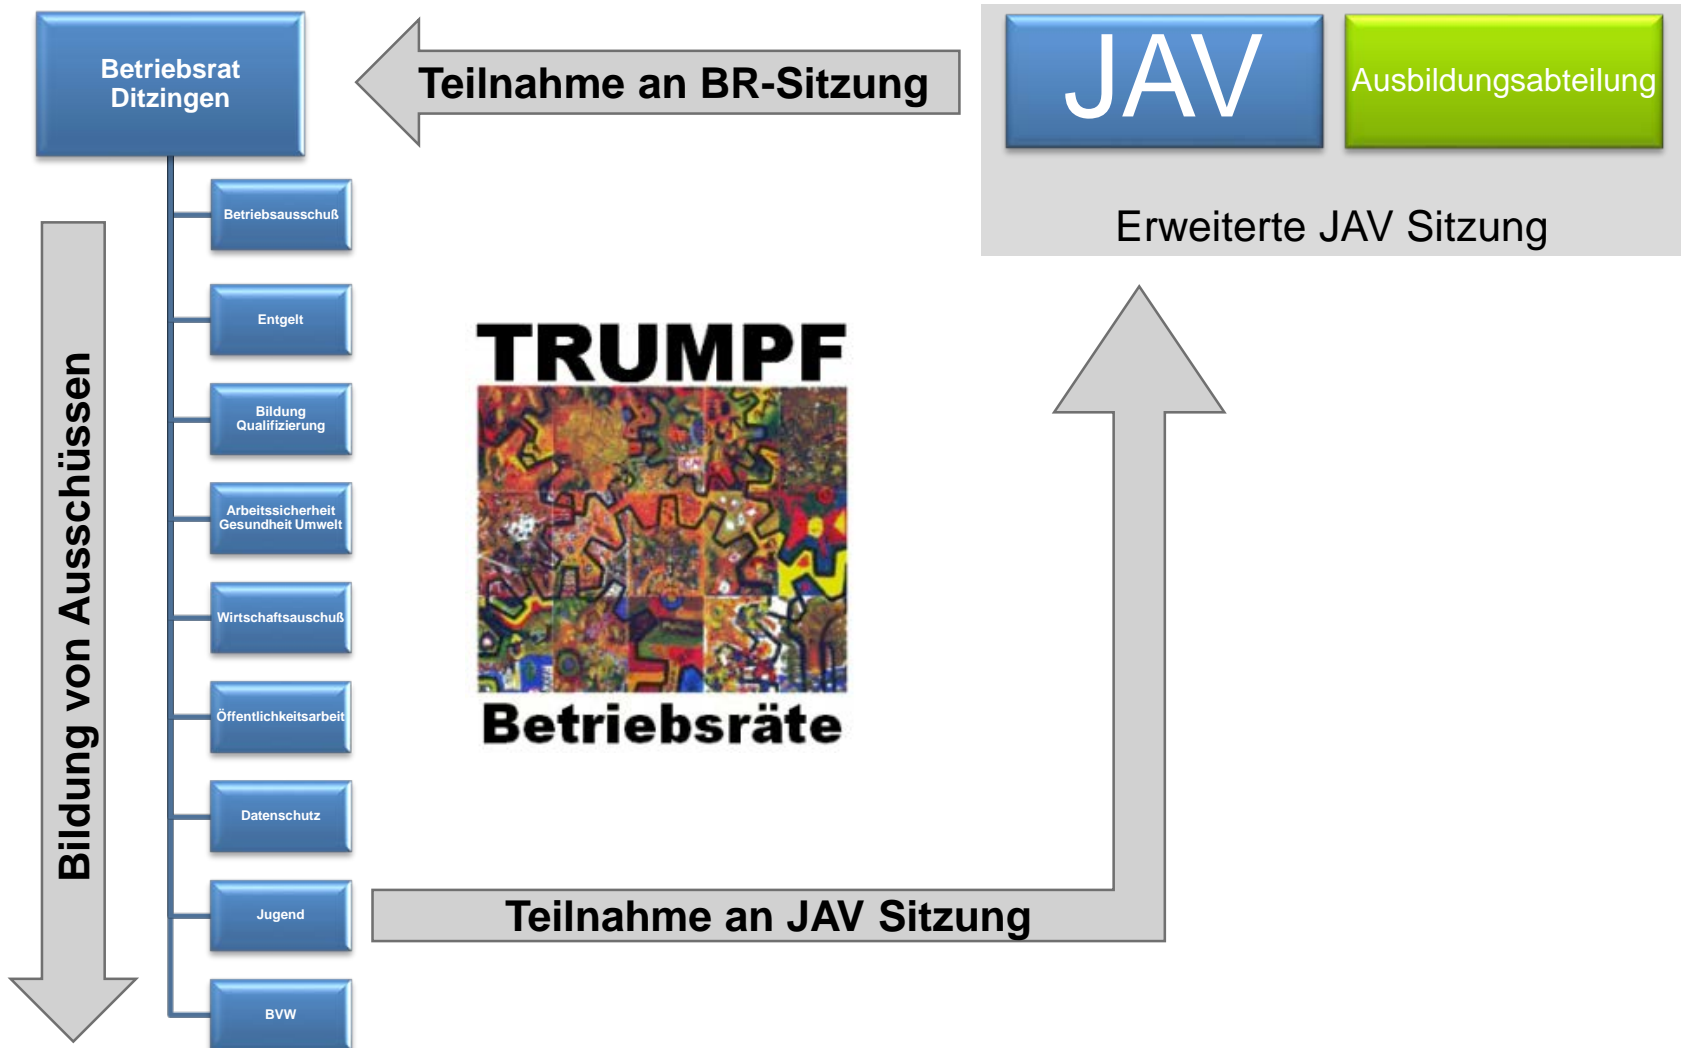 Betriebsrat
Ditzingen
Teilnahme an BR-Sitzung
JAV
Ausbildungsabteilung
Erweiterte JAV Sitzung
Bildung von Ausschüssen
Betriebsausschuß
Entgelt
Bildung
Qualifizierung
Arbeitssicherheit
Gesundheit Umwelt
Wirtschaftsauschuß
Öffentlichkeitsarbeit
Datenschutz
Jugend
BVW
TRUMPF
Betriebsräte
Teilnahme an JAV Sitzung